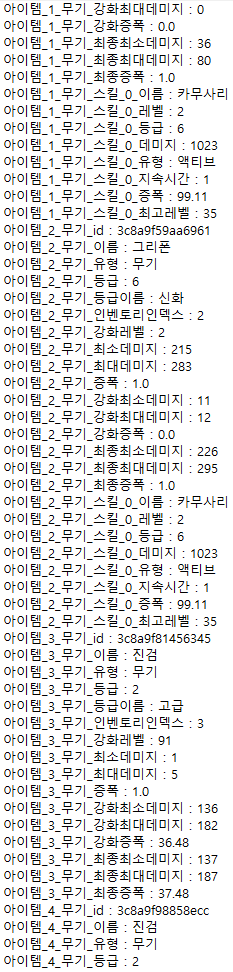 아이템_1_무기_강화최대데미지 : 0
아이템_1_무기_강화증폭 : 0.0
아이템_1_무기_최종최소데미지 : 36
아이템_1_무기_최종최대데미지 : 80
아이템_1_무기_최종증폭 : 1.0
아이템_1_무기_스킬_0_이름 : 카무사리
아이템_1_무기_스킬_0_레벨 : 2
아이템_1_무기_스킬_0_등급 : 6
아이템_1_무기_스킬_0_데미지 : 1023
아이템_1_무기_스킬_0_유형 : 액티브
아이템_1_무기_스킬_0_지속시간 : 1
아이템_1_무기_스킬_0_증폭 : 99.11
아이템_1_무기_스킬_0_최고레벨 : 35
아이템_2_무기_id : 3c8a9f59aa6961
아이템_2_무기_이름 : 그리폰
아이템_2_무기_유형 : 무기
아이템_2_무기_등급 : 6
아이템_2_무기_등급이름 : 신화
아이템_2_무기_인벤토리인덱스 : 2
아이템_2_무기_강화레벨 : 2
아이템_2_무기_최소데미지 : 215
아이템_2_무기_최대데미지 : 283
아이템_2_무기_증폭 : 1.0
아이템_2_무기_강화최소데미지 : 11
아이템_2_무기_강화최대데미지 : 12
아이템_2_무기_강화증폭 : 0.0
아이템_2_무기_최종최소데미지 : 226
아이템_2_무기_최종최대데미지 : 295
아이템_2_무기_최종증폭 : 1.0
아이템_2_무기_스킬_0_이름 : 카무사리
아이템_2_무기_스킬_0_레벨 : 2
아이템_2_무기_스킬_0_등급 : 6
아이템_2_무기_스킬_0_데미지 : 1023
아이템_2_무기_스킬_0_유형 : 액티브
아이템_2_무기_스킬_0_지속시간 : 1
아이템_2_무기_스킬_0_증폭 : 99.11
아이템_2_무기_스킬_0_최고레벨 : 35
아이템_3_무기_id : 3c8a9f81456345
아이템_3_무기_이름 : 진검
아이템_3_무기_유형 : 무기
아이템_3_무기_등급 : 2
아이템_3_무기_등급이름 : 고급
아이템_3_무기_인벤토리인덱스 : 3
아이템_3_무기_강화레벨 : 91
아이템_3_무기_최소데미지 : 1
아이템_3_무기_최대데미지 : 5
아이템_3_무기_증폭 : 1.0
아이템_3_무기_강화최소데미지 : 136
아이템_3_무기_강화최대데미지 : 182
아이템_3_무기_강화증폭 : 36.48
아이템_3_무기_최종최소데미지 : 137
아이템_3_무기_최종최대데미지 : 187
아이템_3_무기_최종증폭 : 37.48
아이템_4_무기_id : 3c8a9f98858ecc
아이템_4_무기_이름 : 진검
아이템_4_무기_유형 : 무기
아이템_4_무기_등급 : 2